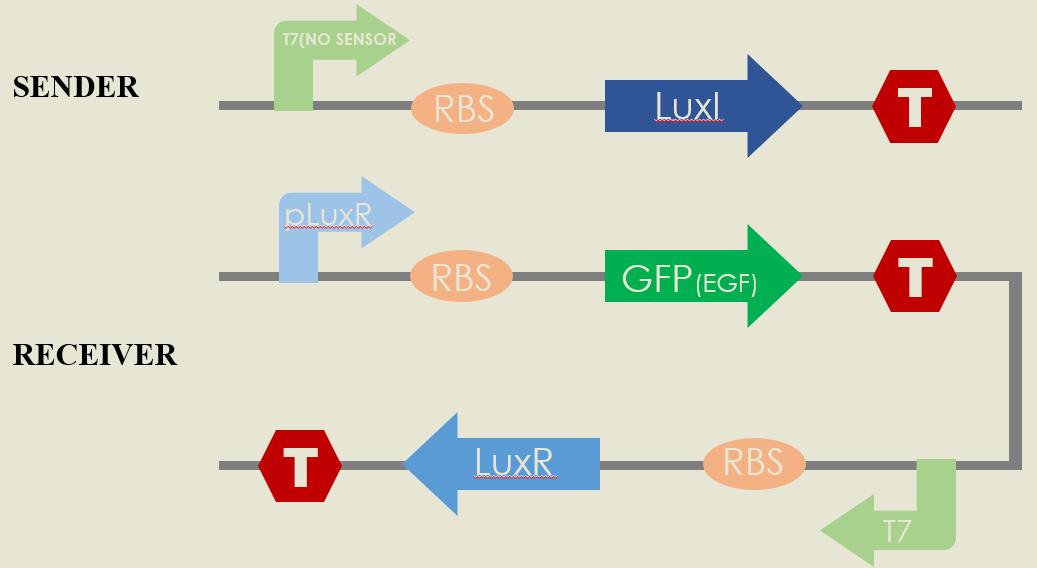 T7(NO SENSOR
SENDER
RBS
LuxI
T
pLuxR
RBS
GFP(EGF)
T
RECEIVER
T
LuxR
RBS
T7